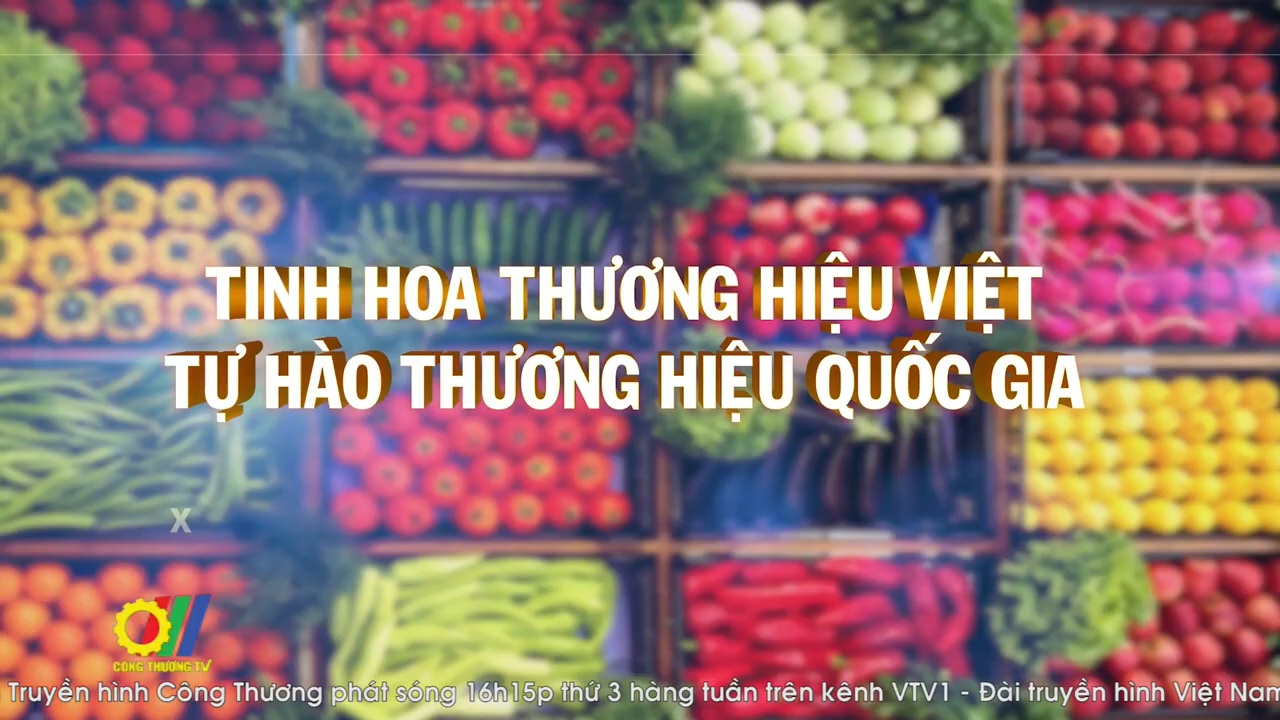 TINH HOA THƯƠNG HIỆU VIỆT
TỰ HÀO THƯƠNG HIỆU QUỐC GIA
X
CÔNG THƯƠNG TV
Truyền hình Công Thương phát sóng 16h15p thứ 3 hàng tuần trên kênh VTV1 - Đài truyền hình Việt Nam